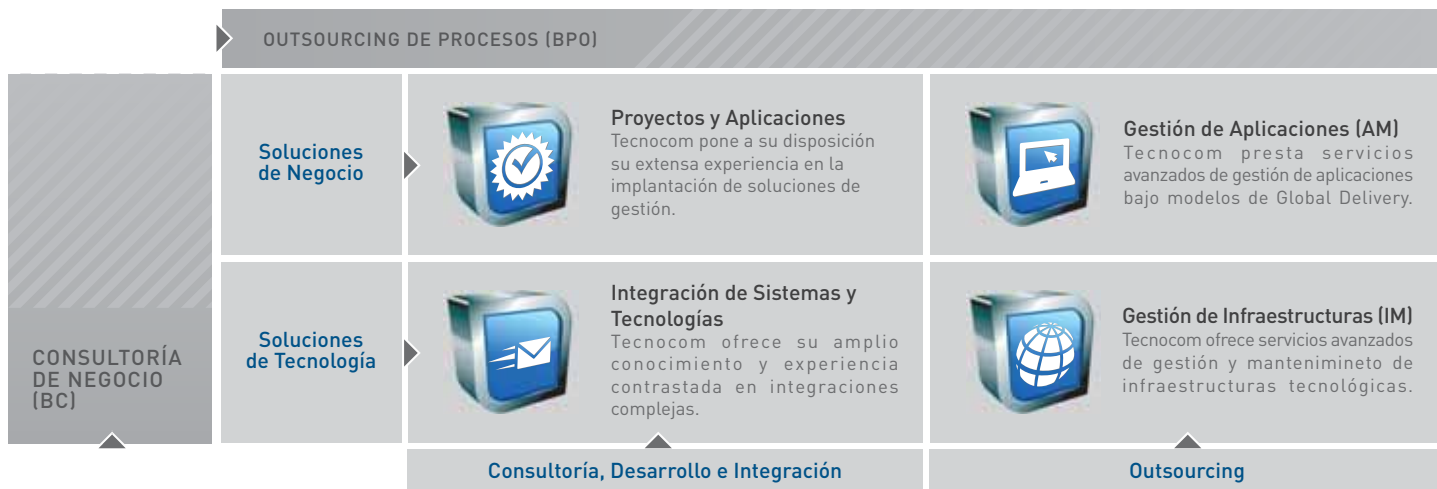 OUTSOURCING DE PROCESOS (BPO)
CONSULTORÍA
DE NEGOCIO
(BC)
Soluciones
de Negocio
Proyectos y Aplicaciones
Tecnocom pone a su disposición
su extensa experiencia en la
implantación de soluciones de
gestión.
Gestión de Aplicaciones (AM)
Tecnocom presta servicios
avanzados de gestión de aplicaciones
bajo modelos de Global Delivery.
Soluciones
de Tecnología
Integración de Sistemas y
Tecnologías
Tecnocom ofrece su amplio
conocimiento y experiencia
contrastada en integraciones
complejas.
Gestión de Infraestructuras (IM)
Tecnocom ofrece servicios avanzados
de gestión y mantenimineto de
infraestructuras tecnológicas.
Consultoría, Desarrollo e Integración
Outsourcing